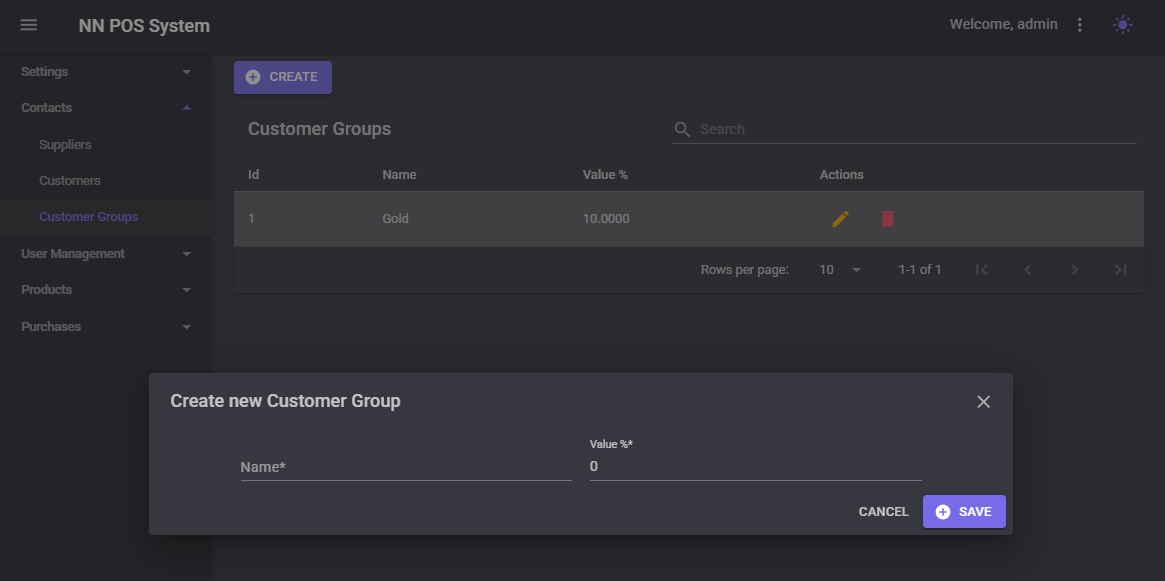 NN POS System
Welcome, admin
Settings
Contacts
Suppliers
Customers
Customer Groups
User Management
Products
Purchases
CREATE
Customer Groups
Search
Id Name Value % Actions
1 Gold 10.0000
Rows per page: 10 1-1 of 1
Create new Customer Group
Name*
Value %*
0
CANCEL
SAVE